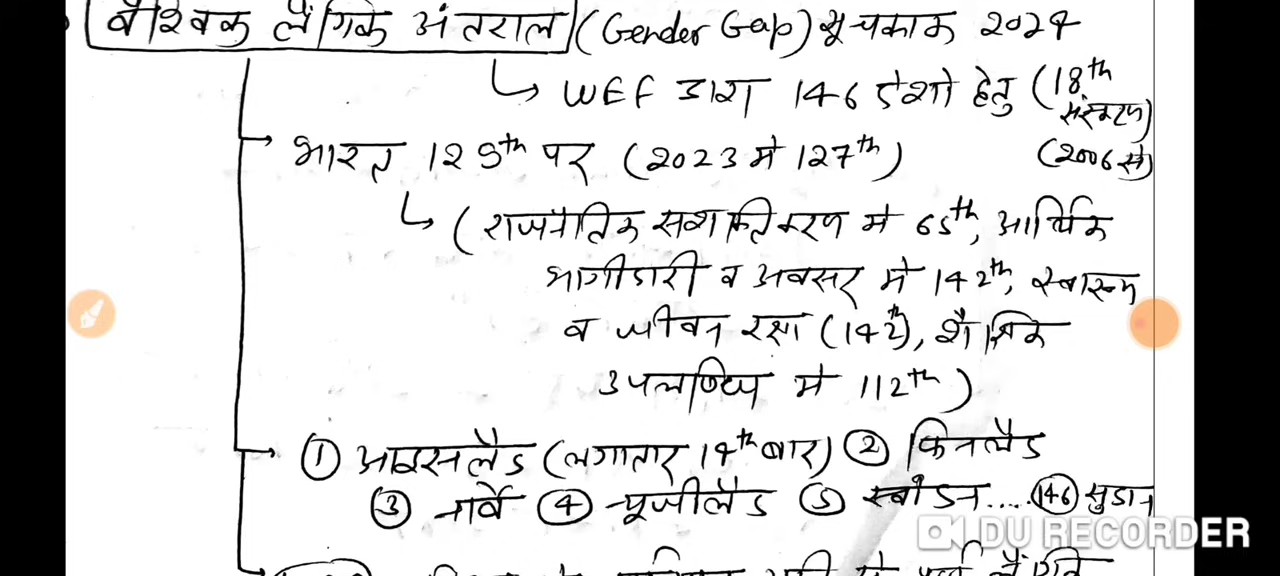 वैश्विक लैंगिक अंतराल (Gender Gap) सूचकांक 2024
↳ WEF द्वारा 146 देशो हेतु (18th
संस्करण)
भारत 129th पर (2023 मे 127th) (2006 से)
↳ (राजनैतिक सशक्तिकरण मे 65th, आर्थिक
भागीदारी व अवसर मे 142th, स्वास्थ्य
व जीवन रक्षा (142th), शैक्षिक
उपलब्धि मे 112th)
① आइसलैंड (लगातार 14th बार) ② फिनलैंड
③ नार्वे ④ न्यूजीलैंड ⑤ स्वीडन .... (146) सुडान
DU RECORDER